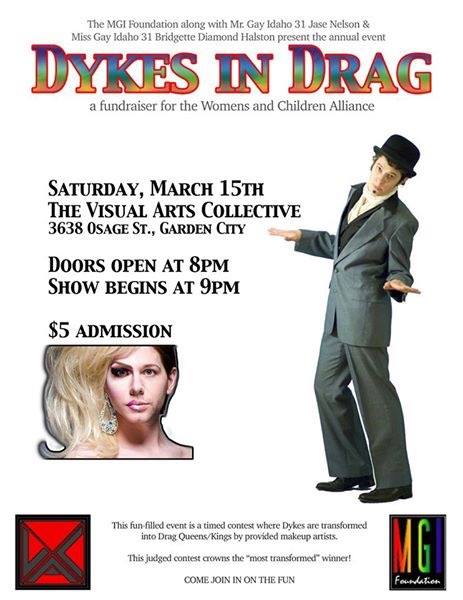 The MGI Foundation along with Mr. Gay Idaho 31 Jase Nelson &
Miss Gay Idaho 31 Bridgette Diamond Halston present the annual event
DYKES IN DRAG
a fundraiser for the Womens and Children Alliance
SATURDAY, MARCH 15TH
THE VISUAL ARTS COLLECTIVE
3638 OSAGE ST., GARDEN CITY
DOORS OPEN AT 8PM
SHOW BEGINS AT 9PM
$5 ADMISSION
This fun-filled event is a timed contest where Dykes are transformed
into Drag Queens/Kings by provided makeup artists.
This judged contest crowns the “most transformed” winner!
COME JOIN IN ON THE FUN
MGI
Foundation